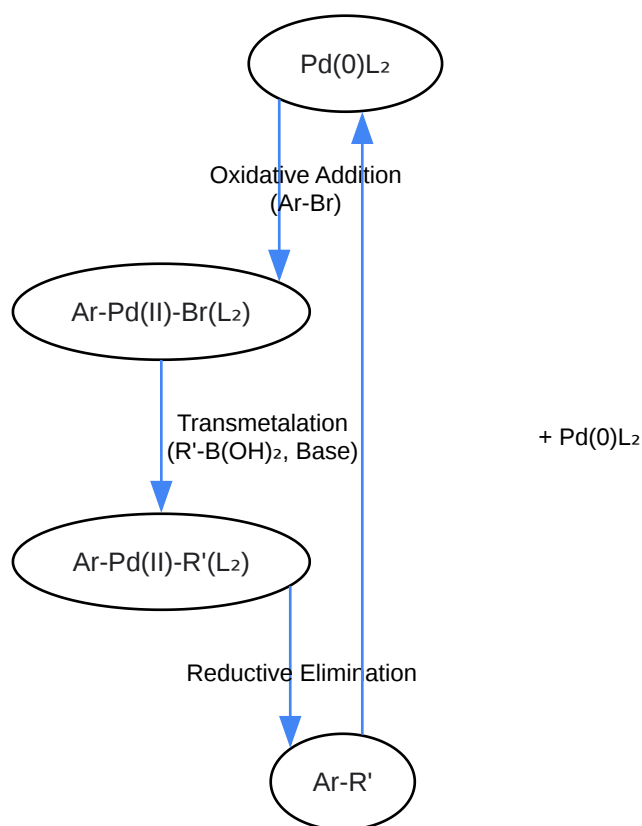 Pd(0)L₂
Oxidative Addition
(Ar-Br)
Ar-Pd(II)-Br(L₂)
Transmetalation
(R'-B(OH)₂, Base)
+ Pd(0)L₂
Ar-Pd(II)-R'(L₂)
Reductive Elimination
Ar-R'